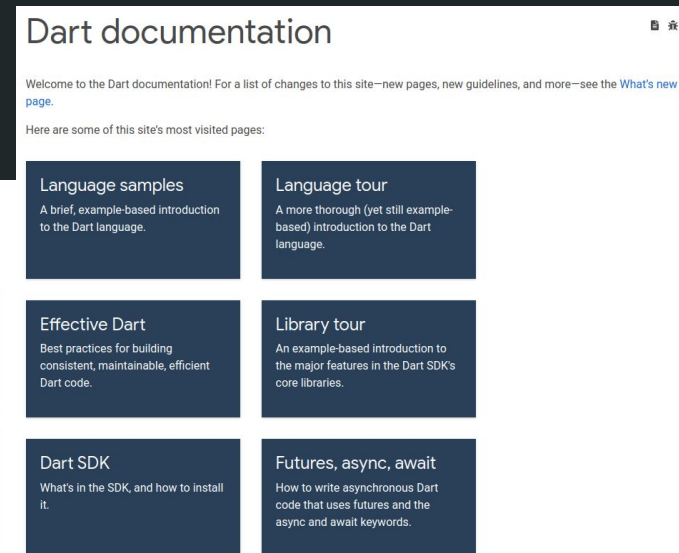 Dart documentation
Welcome to the Dart documentation! For a list of changes to this site—new pages, new guidelines, and more—see the What's new
page.
Here are some of this site's most visited pages:
Language samples
A brief, example-based introduction
to the Dart language.
Language tour
A more thorough (yet still example-
based) introduction to the Dart
language.
Effective Dart
Best practices for building
consistent, maintainable, efficient
Dart code.
Library tour
An example-based introduction to
the major features in the Dart SDK's
core libraries.
Dart SDK
What's in the SDK, and how to install
it.
Futures, async, await
How to write asynchronous Dart
code that uses futures and the
async and await keywords.